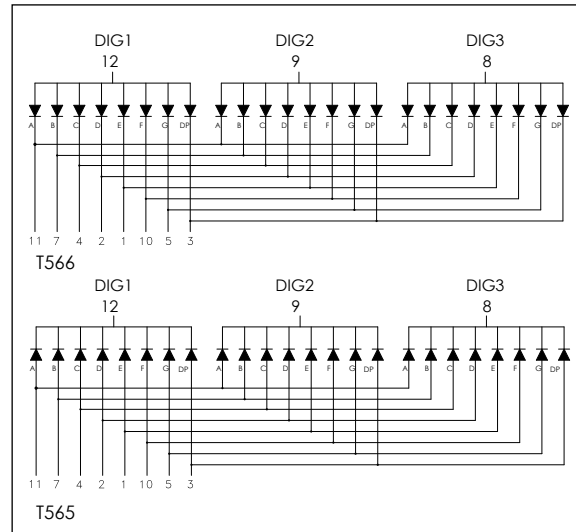 DIG1 DIG2 DIG3
12 9 8
A B C D E F G DP A B C D E F G DP A B C D E F G DP
11 7 4 2 1 10 5 3
T566
DIG1 DIG2 DIG3
12 9 8
A B C D E F G DP A B C D E F G DP A B C D E F G DP
11 7 4 2 1 10 5 3
T565